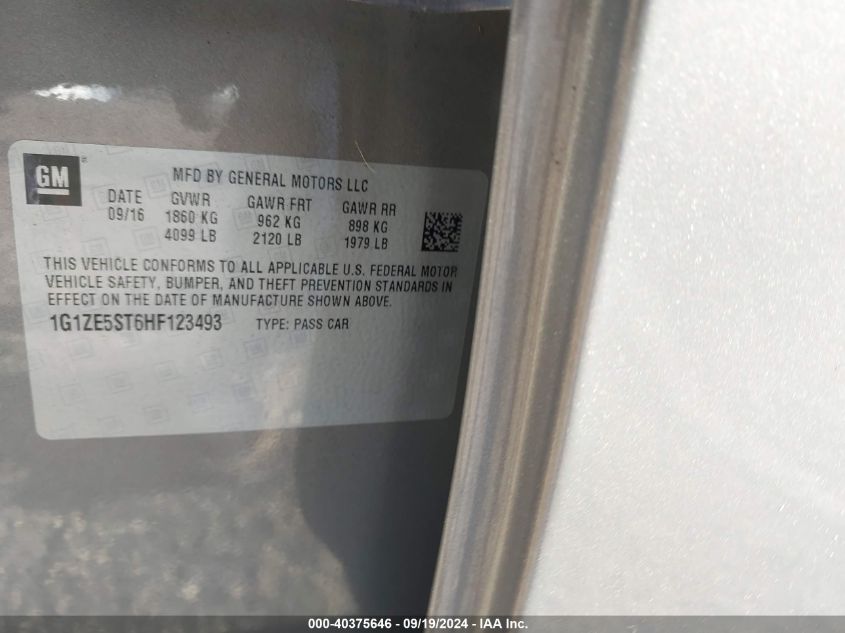 GM
MFD BY GENERAL MOTORS LLC
DATE GVWR GAWR FRT GAWR RR
09/16 1860 KG 962 KG 898 KG
4099 LB 2120 LB 1979 LB
THIS VEHICLE CONFORMS TO ALL APPLICABLE U.S. FEDERAL MOTOR
VEHICLE SAFETY, BUMPER, AND THEFT PREVENTION STANDARDS IN
EFFECT ON THE DATE OF MANUFACTURE SHOWN ABOVE.
1G1ZE5ST6HF123493 TYPE: PASS CAR
000-40375646 - 09/19/2024 - IAA Inc.